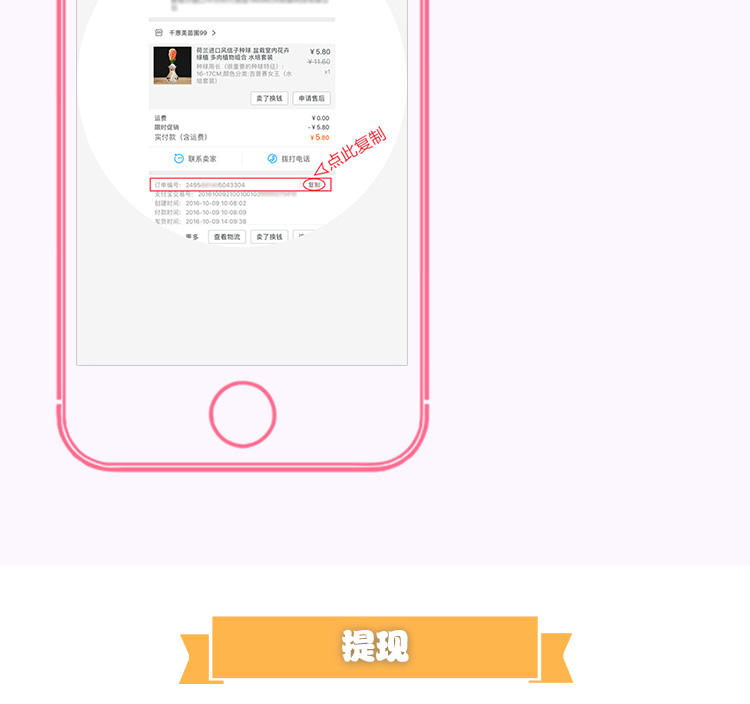 千惠美苗圃99 >
荷兰进口风信子种球 盆栽室内花卉
绿植 多肉植物组合 水培套装
¥5.80
¥11.60
种球周长(很重要的种球特征):
16-17CM;颜色分类:吉普赛女王(水
培套装)
x1
卖了换钱 申请售后
运费 ¥0.00
限时促销 -¥5.80
实付款(含运费) ¥5.80
联系卖家 拨打电话
点此复制
订单编号: 2495 5043304 复制
支付宝交易号: 2016100921001001020
创建时间: 2016-10-09 10:08:02
付款时间: 2016-10-09 10:08:09
发货时间: 2016-10-09 14:09:38
更多 查看物流 卖了换钱
提现